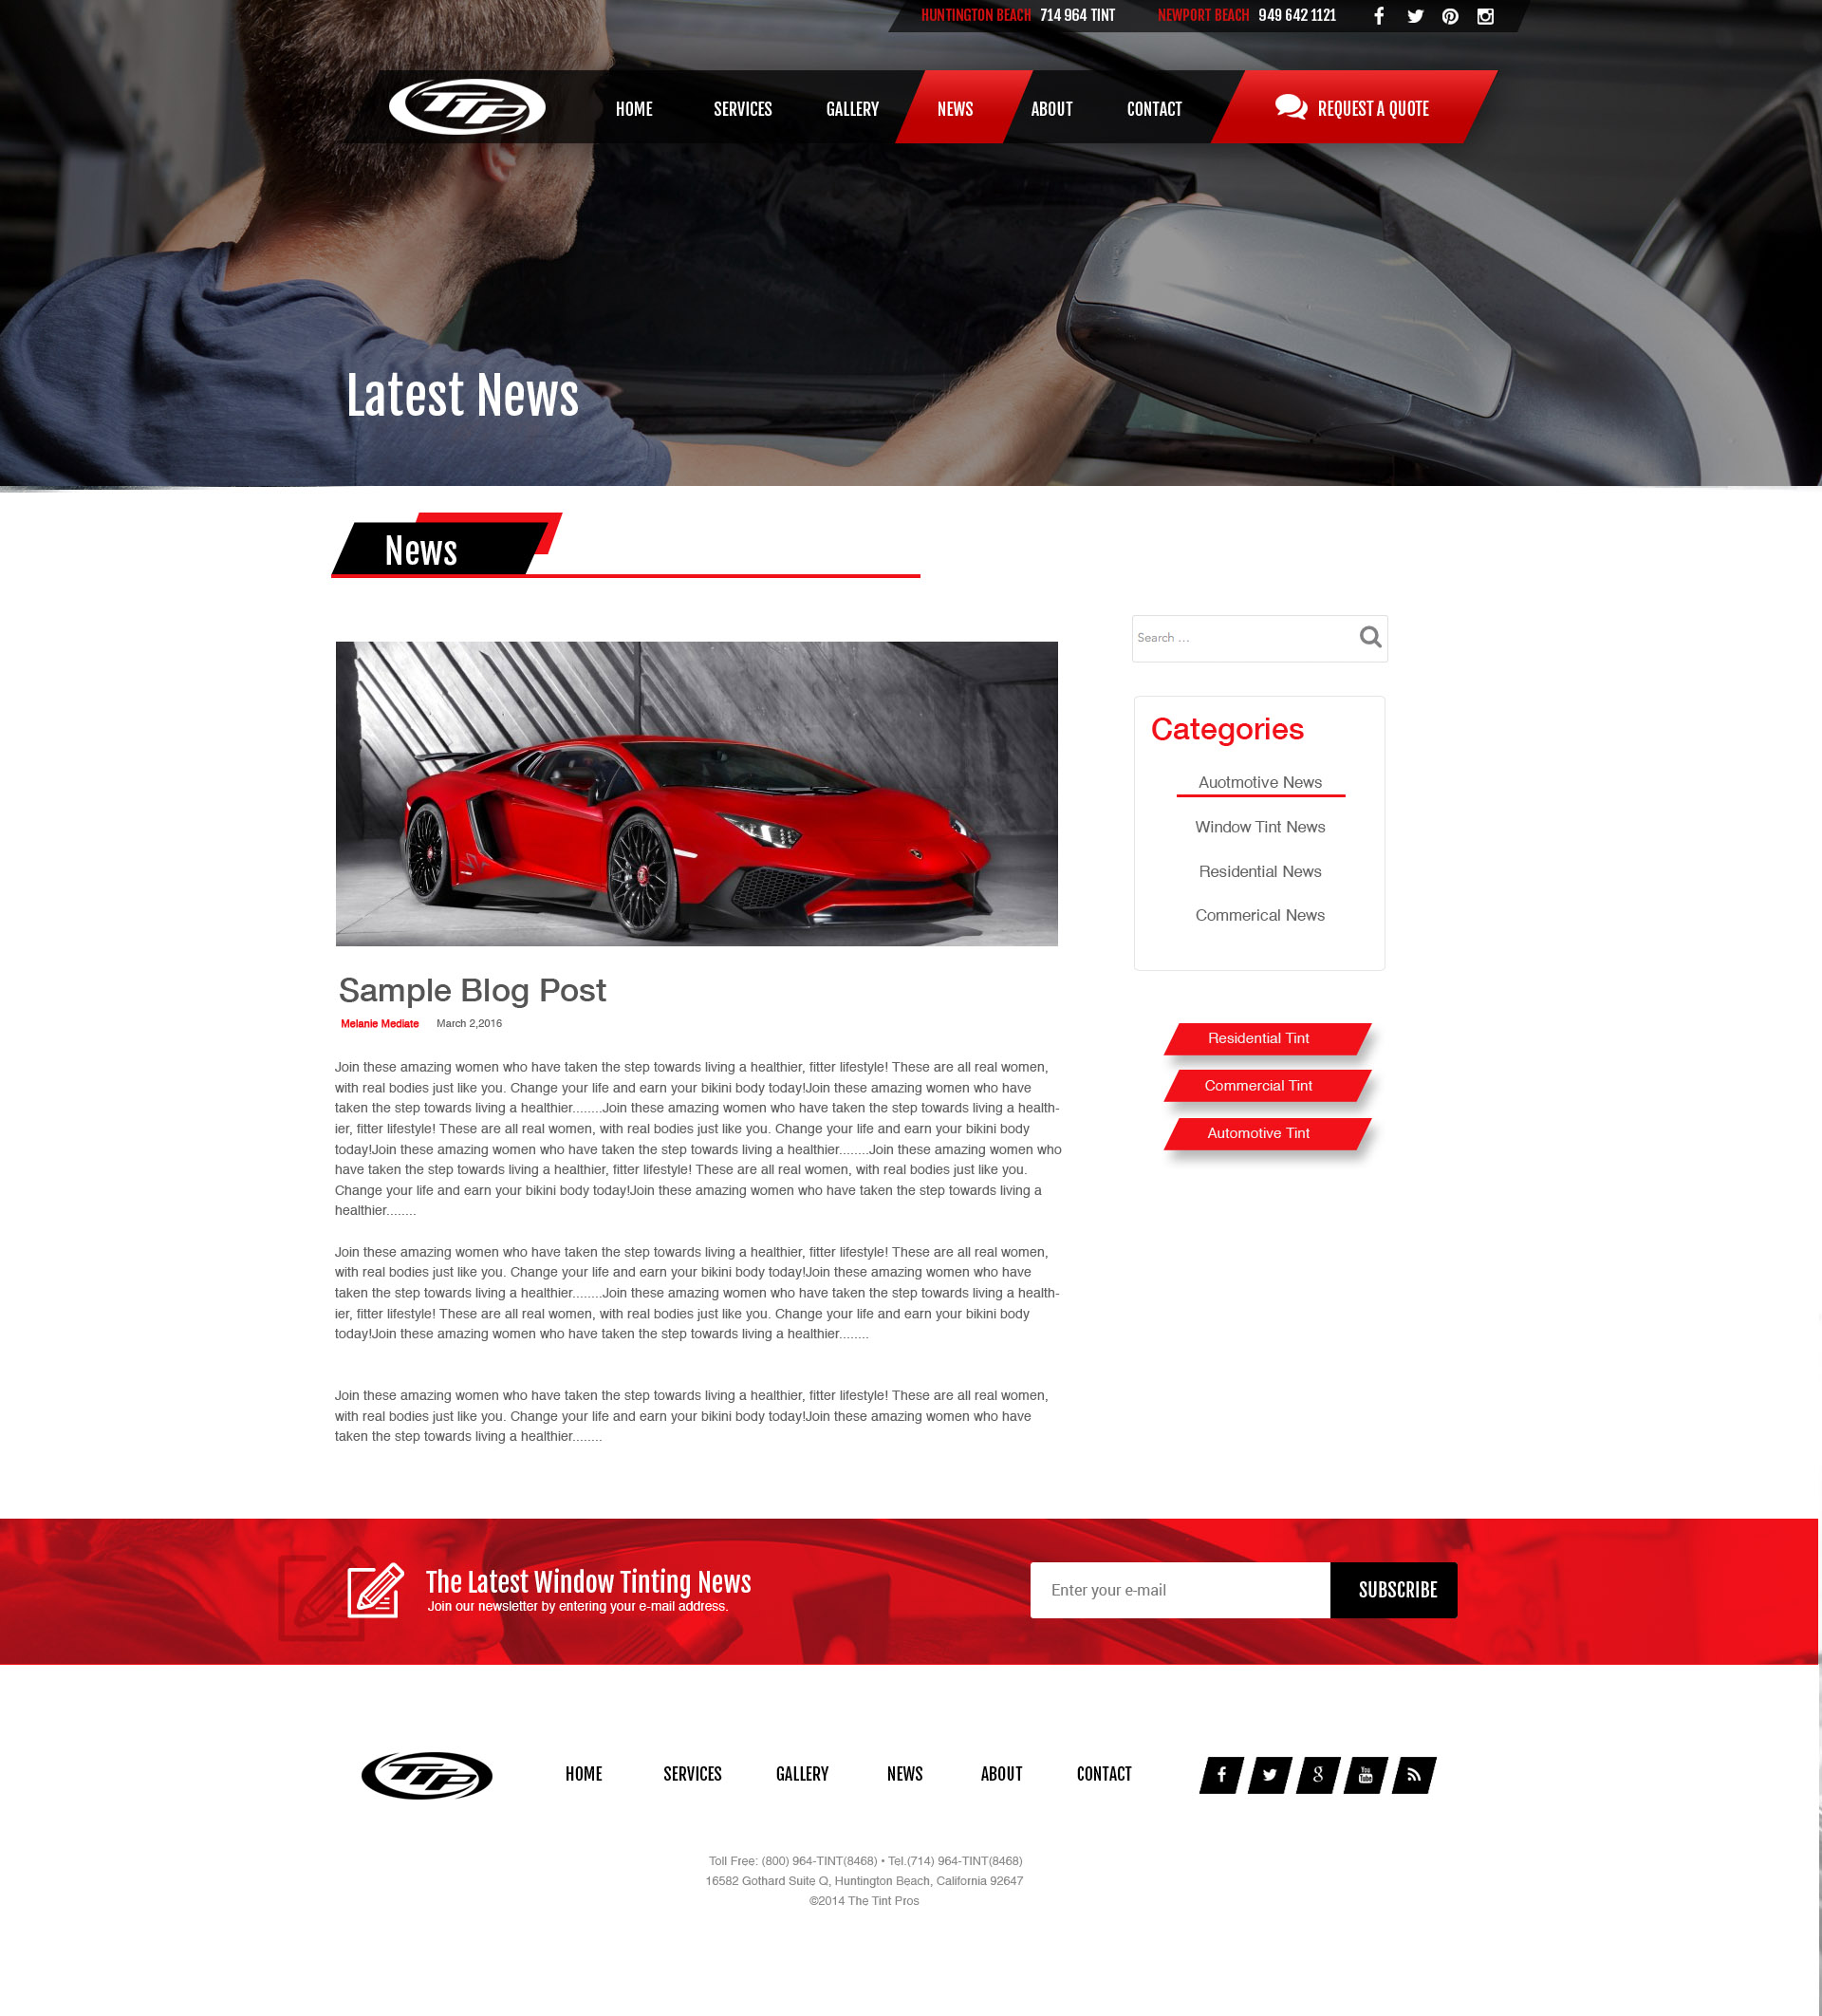 HUNTINGTON BEACH 714 964 TINT NEWPORT BEACH 949 642 1121
TTP HOME SERVICES GALLERY NEWS ABOUT CONTACT REQUEST A QUOTE
Latest News
News
Search ...
Categories
Auotmotive News
Window Tint News
Residential News
Commerical News
Residential Tint
Commercial Tint
Automotive Tint
Sample Blog Post
Melanie Mediate March 2,2016
Join these amazing women who have taken the step towards living a healthier, fitter lifestyle! These are all real women,
with real bodies just like you. Change your life and earn your bikini body today!Join these amazing women who have
taken the step towards living a healthier........Join these amazing women who have taken the step towards living a health-
ier, fitter lifestyle! These are all real women, with real bodies just like you. Change your life and earn your bikini body
today!Join these amazing women who have taken the step towards living a healthier........Join these amazing women who
have taken the step towards living a healthier, fitter lifestyle! These are all real women, with real bodies just like you.
Change your life and earn your bikini body today!Join these amazing women who have taken the step towards living a
healthier........
Join these amazing women who have taken the step towards living a healthier, fitter lifestyle! These are all real women,
with real bodies just like you. Change your life and earn your bikini body today!Join these amazing women who have
taken the step towards living a healthier........Join these amazing women who have taken the step towards living a health-
ier, fitter lifestyle! These are all real women, with real bodies just like you. Change your life and earn your bikini body
today!Join these amazing women who have taken the step towards living a healthier........
Join these amazing women who have taken the step towards living a healthier, fitter lifestyle! These are all real women,
with real bodies just like you. Change your life and earn your bikini body today!Join these amazing women who have
taken the step towards living a healthier........
The Latest Window Tinting News
Join our newsletter by entering your e-mail address.
Enter your e-mail SUBSCRIBE
TTP HOME SERVICES GALLERY NEWS ABOUT CONTACT You Tube
Toll Free: (800) 964-TINT(8468) • Tel.(714) 964-TINT(8468)
16582 Gothard Suite Q, Huntington Beach, California 92647
©2014 The Tint Pros